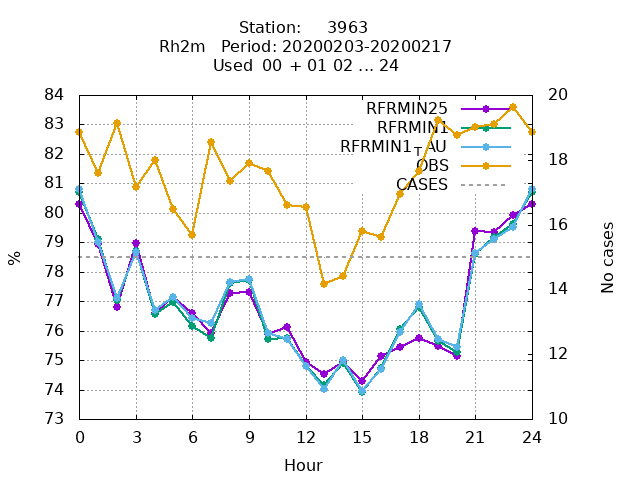 Station: 3963
Rh2m Period: 20200203-20200217
Used 00 + 01 02 ... 24
84 20
83 RFRMIN25
RFRMIN1
82 RFRMIN1_TAU 18
OBS
81 CASES
80 16
79
78
77 14
76
75 12
74
73 10
0 3 6 9 12 15 18 21 24
%
No cases
Hour